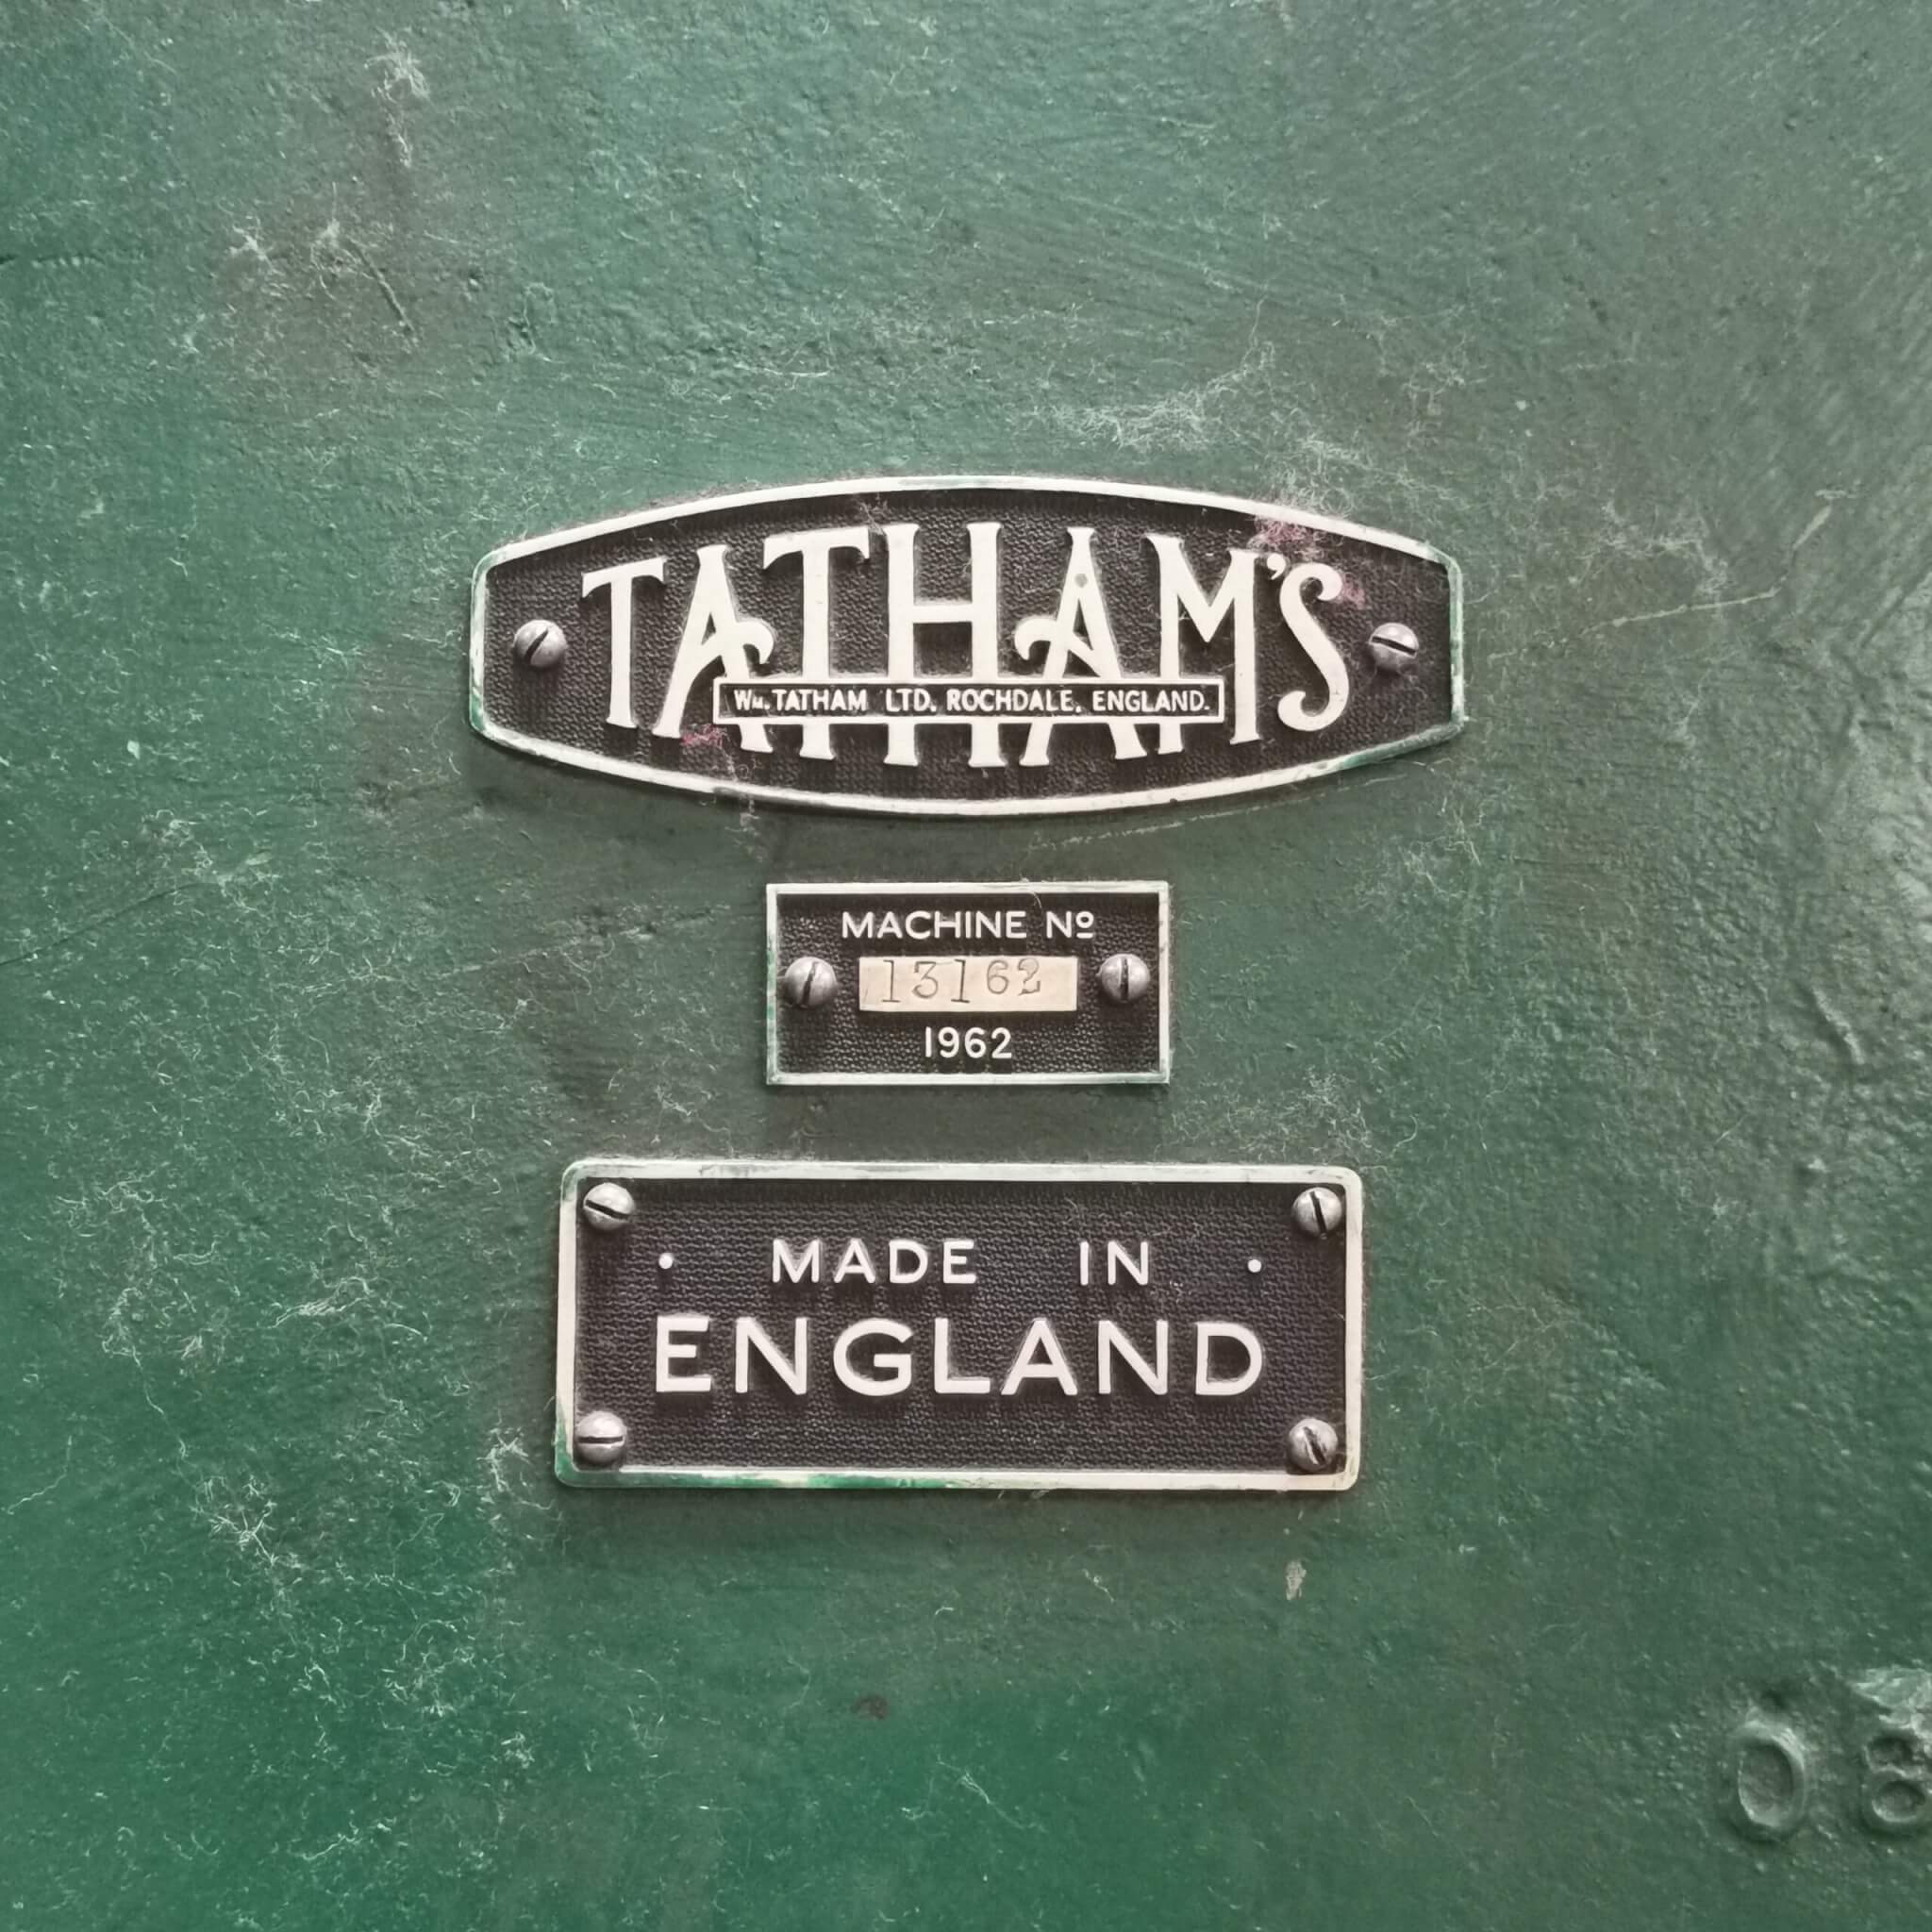 TATHAM'S
Wm. TATHAM LTD. ROCHDALE, ENGLAND.
MACHINE Nº
13162
1962
• MADE IN •
ENGLAND
08